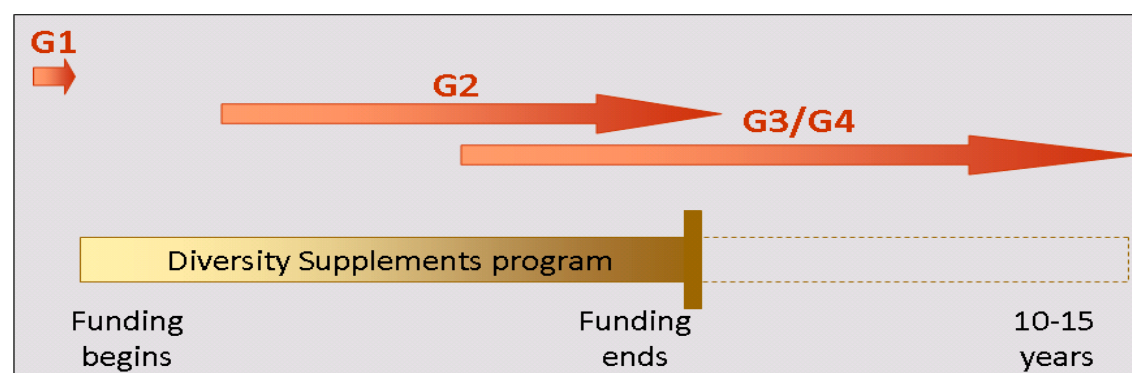 G1
G2
G3/G4
Diversity Supplements program
Funding
begins
Funding
ends
10-15
years